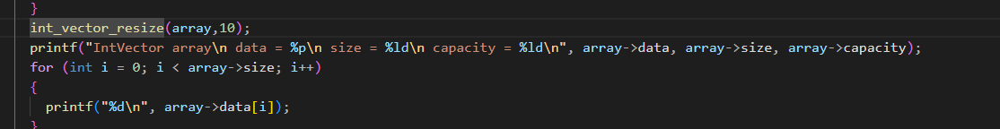 }
int_vector_resize(array,10);
printf("IntVector array\n data = %p\n size = %ld\n capacity = %ld\n", array->data, array->size, array->capacity);
for (int i = 0; i < array->size; i++)
{
printf("%d\n", array->data[i]);
}